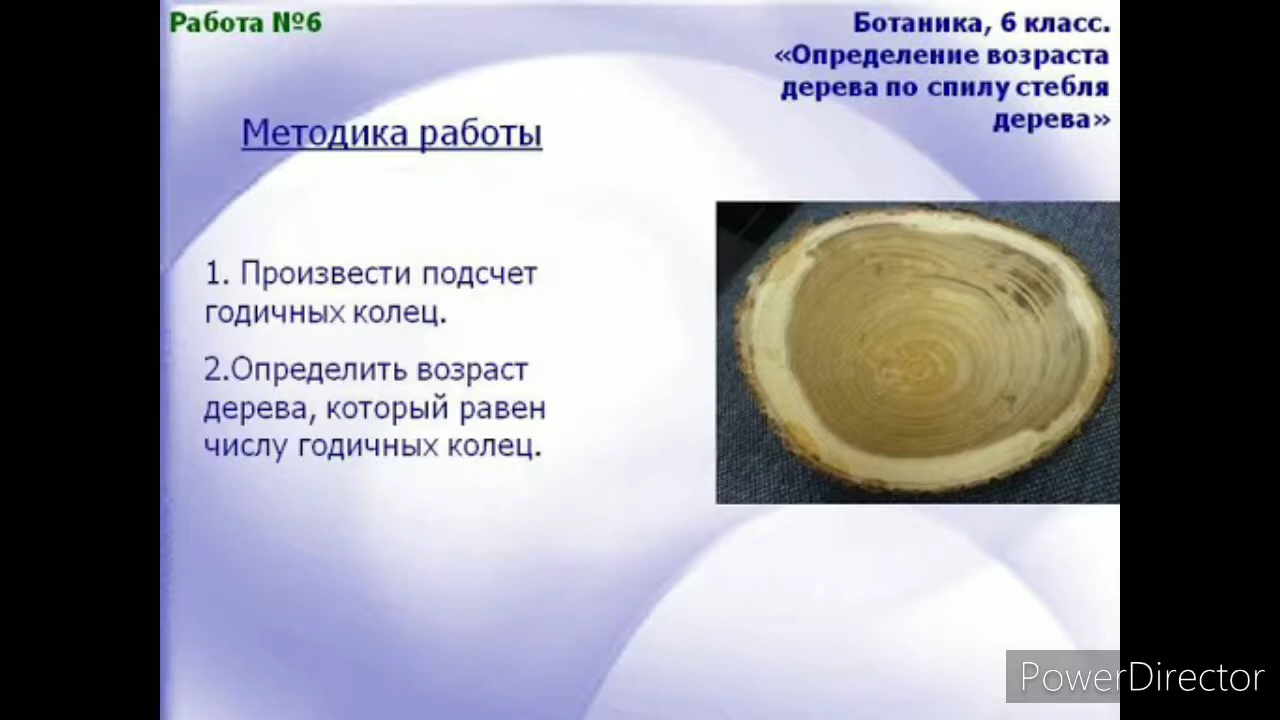 Работа №6
Ботаника, 6 класс.
«Определение возраста
дерева по спилу стебля
дерева»
Методика работы
1. Произвести подсчет
годичных колец.
2.Определить возраст
дерева, который равен
числу годичных колец.
PowerDirector